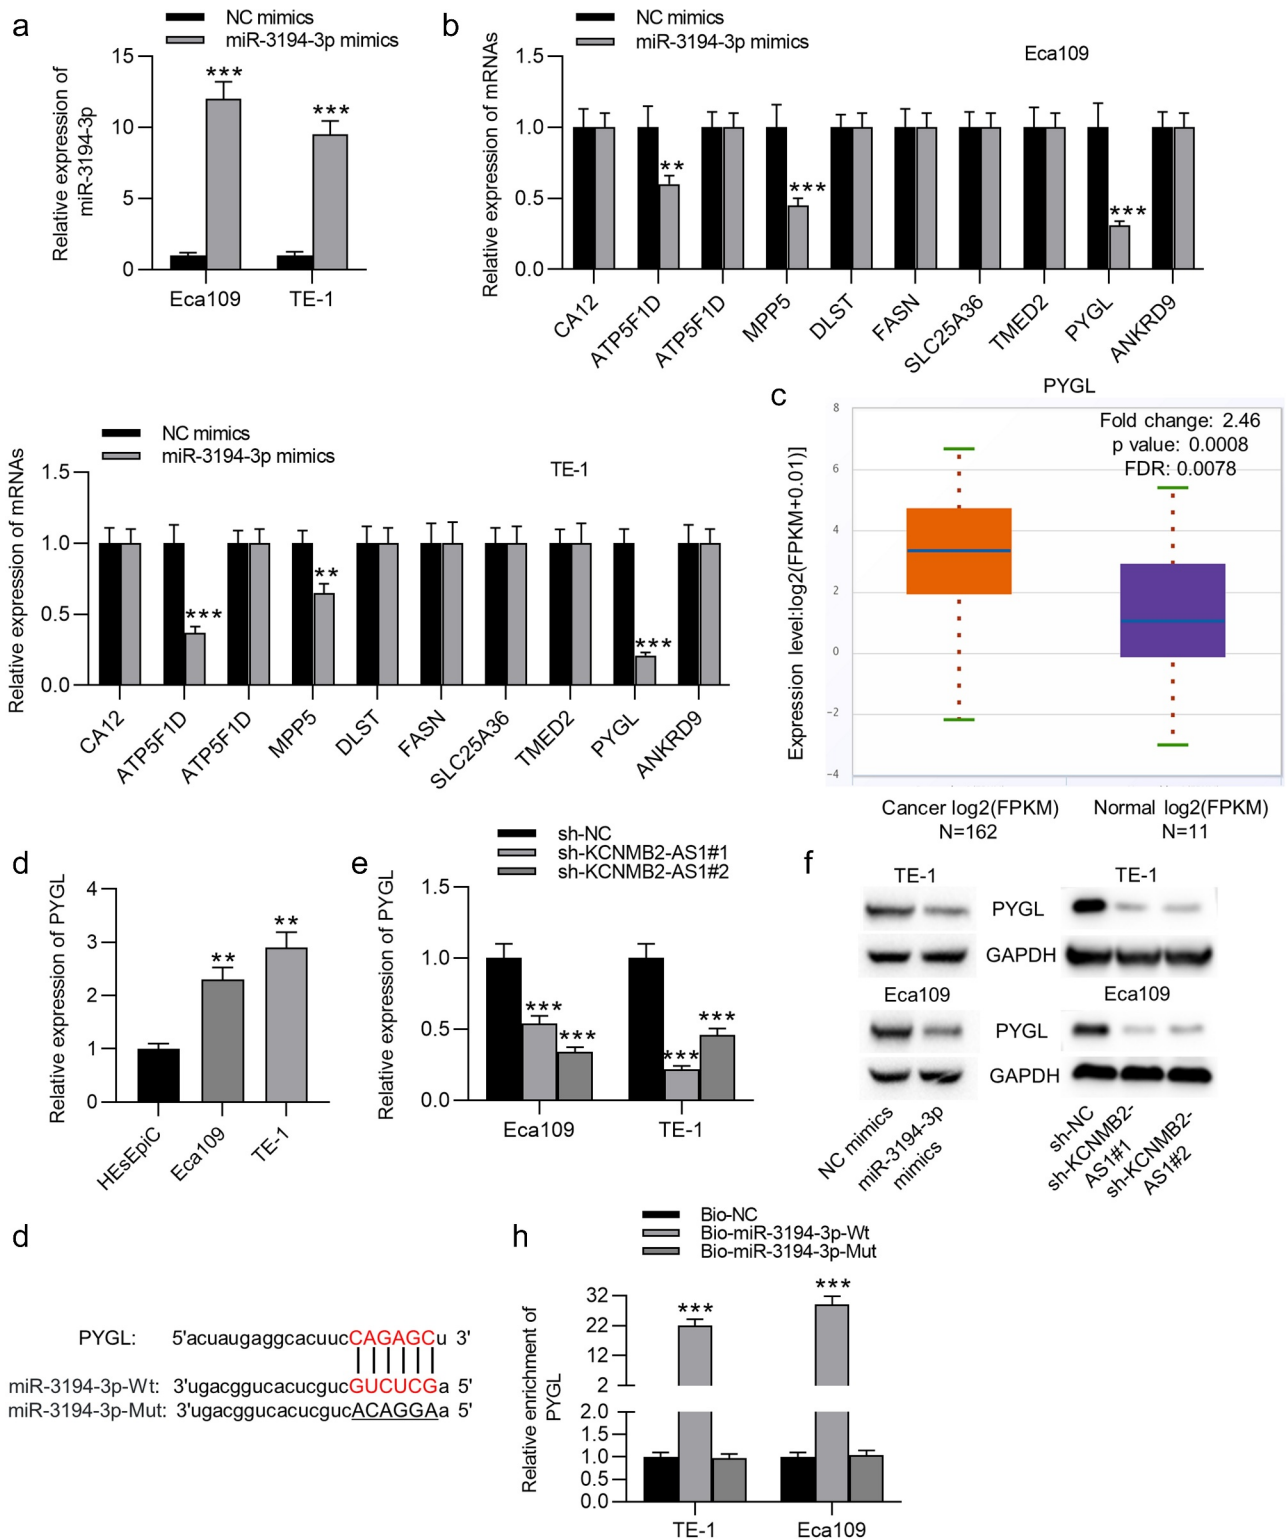 a
NC mimics
miR-3194-3p mimics
Relative expression of
miR-3194-3p
15
10
5
0
***
***
Eca109
TE-1
b
NC mimics
miR-3194-3p mimics
Eca109
Relative expression of mRNAs
1.5
1.0
0.5
0.0
**
***
***
CA12
ATP5F1D
ATP5F1D
MPP5
DLST
FASN
SLC25A36
TMED2
PYGL
ANKRD9
NC mimics
miR-3194-3p mimics
TE-1
Relative expression of mRNAs
1.5
1.0
0.5
0.0
***
**
***
CA12
ATP5F1D
ATP5F1D
MPP5
DLST
FASN
SLC25A36
TMED2
PYGL
ANKRD9
c
PYGL
Fold change: 2.46
p value: 0.0008
FDR: 0.0078
Expression level:log2(FPKM+0.01)]
8
6
4
2
0
−2
−4
Cancer log2(FPKM)
N=162
Normal log2(FPKM)
N=11
d
Relative expression of PYGL
4
3
2
1
0
**
**
HEsEpiC
Eca109
TE-1
e
sh-NC
sh-KCNMB2-AS1#1
sh-KCNMB2-AS1#2
Relative expression of PYGL
1.5
1.0
0.5
0.0
***
***
***
***
Eca109
TE-1
f
TE-1
TE-1
PYGL
GAPDH
Eca109
Eca109
PYGL
GAPDH
NC mimics
miR-3194-3p
mimics
sh-NC
sh-KCNMB2-
AS1#1
sh-KCNMB2-
AS1#2
d
PYGL: 5'acuaugaggcacuucCAGAGCu 3'
miR-3194-3p-Wt: 3'ugacggucacucgucGUCUCGa 5'
miR-3194-3p-Mut: 3'ugacggucacucgucACAGGAa 5'
h
Bio-NC
Bio-miR-3194-3p-Wt
Bio-miR-3194-3p-Mut
Relative enrichment of
PYGL
32
22
12
2
2.0
1.5
1.0
0.5
0.0
***
***
TE-1
Eca109